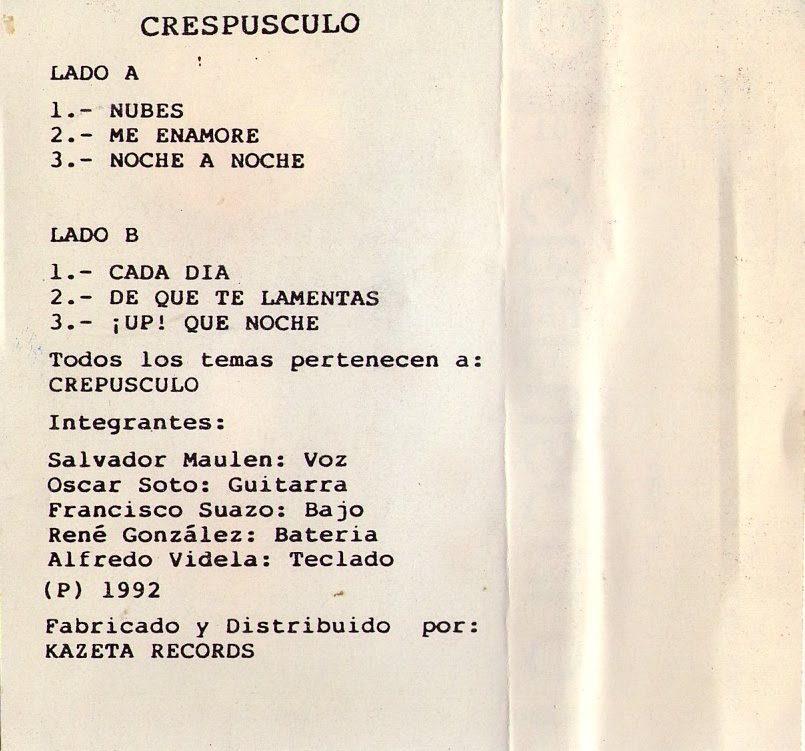 CRESPUSCULO
LADO A
1.- NUBES
2.- ME ENAMORE
3.- NOCHE A NOCHE
LADO B
1.- CADA DIA
2.- DE QUE TE LAMENTAS
3.- ¡UP! QUE NOCHE
Todos los temas pertenecen a:
CREPUSCULO
Integrantes:
Salvador Maulen: Voz
Oscar Soto: Guitarra
Francisco Suazo: Bajo
René González: Bateria
Alfredo Videla: Teclado
(P) 1992
Fabricado y Distribuido por:
KAZETA RECORDS